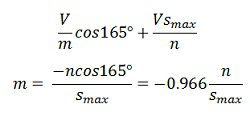 V/m cos165° + Vs_max/n
m = -ncos165°/s_max = -0.966 n/s_max